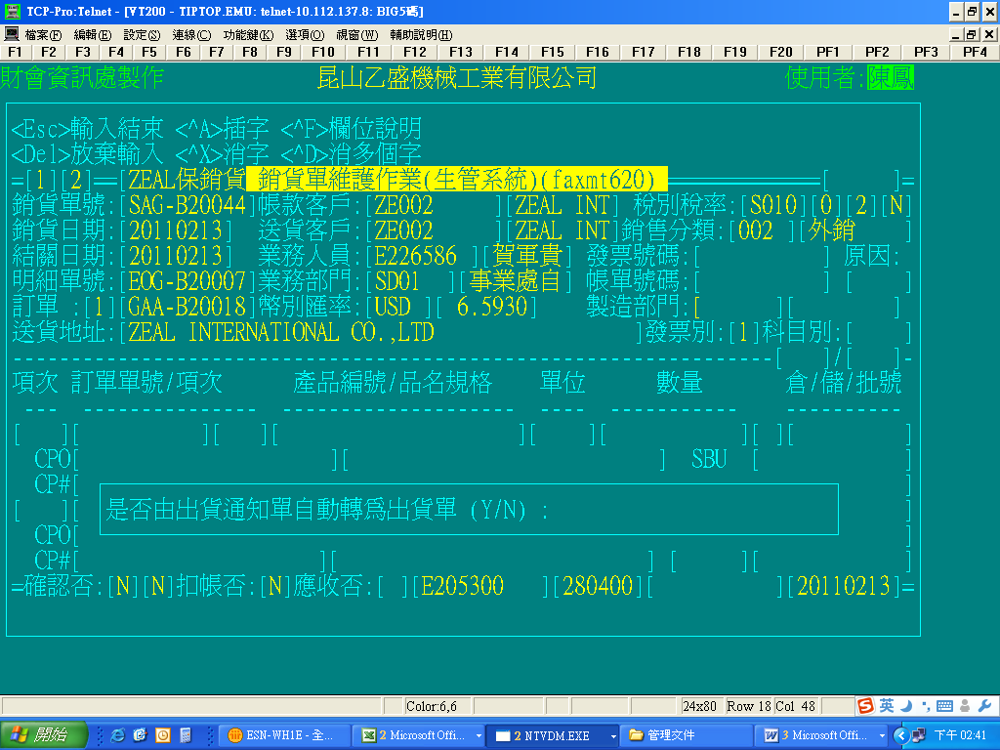 TCP-Pro:Telnet - [VT200 - TIPTOP.EMU: telnet-10.112.137.8: BIG5碼]
檔案(F) 編輯(E) 設定(S) 連線(C) 功能鍵(K) 選項(O) 視窗(W) 輔助說明(H)
F1 F2 F3 F4 F5 F6 F7 F8 F9 F10 F11 F12 F13 F14 F15 F16 F17 F18 F19 F20 PF1 PF2 PF3 PF4
財會資訊處製作 昆山乙盛機械工業有限公司 使用者:陳鳳
<Esc>輸入結束 <^A>插字 <^F>欄位說明
<Del>放棄輸入 <^X>消字 <^D>消多個字
=[1][2]==[ZEAL保銷貨 銷貨單維護作業(生管系統)(faxmt620) =============[ ]=
銷貨單號:[SAG-B20044]帳款客戶:[ZE002 ][ZEAL INT] 稅別稅率:[S010][0][2][N]
銷貨日期:[20110213] 送貨客戶:[ZE002 ][ZEAL INT]銷售分類:[002 ][外銷 ]
結關日期:[20110213] 業務人員:[E226586 ][賀軍貴] 發票號碼:[ ] 原因:
明細單號:[EOG-B20007]業務部門:[SD01 ][事業處自] 帳單號碼:[ ] [
訂單 :[1][GAA-B20018]幣別匯率:[USD ][ 6.5930] 製造部門:[ ][ ]
送貨地址:[ZEAL INTERNATIONAL CO.,LTD ]發票別:[1]科目別:[ ]
-----------------------------------------------------------------[ ]/[ ]-
項次 訂單單號/項次 產品編號/品名規格 單位 數量 倉/儲/批號
--- ------------- -------------------- ---- ---------- ----------
[ ][ ][ ][ ][ ][ ][ ][ ]
CPO[ ][ ] SBU [ ]
CP#[ ]
[ ][ 是否由出貨通知單自動轉為出貨單 (Y/N) : ]
CPO[ ]
CP#[ ][ ] [ ][ ]
=確認否:[N][N]扣帳否:[N]應收否:[ ][E205300 ][280400][ ][20110213]=
Color:6,6 24x80 Row 18 Col 48 英
開始 ESN-WH1E - 全... 2 Microsoft Offi... 2 NTVDM.EXE 管理文件 3 Microsoft Offi... 下午 02:41